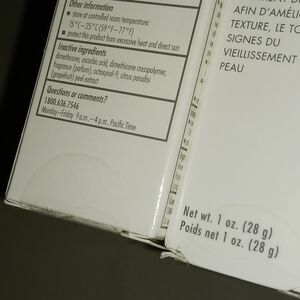 Other information
■ store at controlled room temperature:
15°C–25°C (59°F–77°F)
■ protect this product from excessive heat and direct sun
Inactive ingredients
dimethicone, ascorbic acid, dimethicone crosspolymer,
fragrance (parfum), octoxynol-9, citrus paradisi
(grapefruit) peel extract
Questions or comments?
1.800.636.7546
Monday–Friday 9 a.m.–4 p.m. Pacific Time
AFIN D'AMÉLIO
TEXTURE, LE TO
SIGNES DU
VIEILLISSEMENT
PEAU
Net wt. 1 oz. (28 g)
Poids net 1 oz. (28 g)